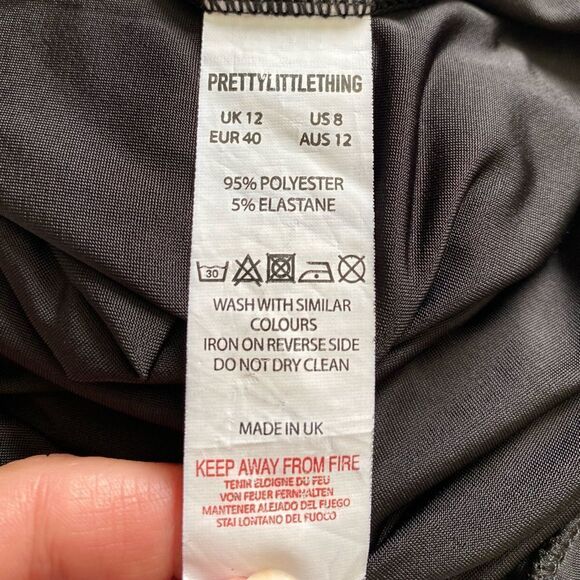 PRETTYLITTLETHING
UK 12 US 8
EUR 40 AUS 12
95% POLYESTER
5% ELASTANE
30
WASH WITH SIMILAR
COLOURS
IRON ON REVERSE SIDE
DO NOT DRY CLEAN
MADE IN UK
KEEP AWAY FROM FIRE
TENIR ELOIGNE DU FEU
VON FEUER FERNHALTEN
MANTENER ALEJADO DEL FUEGO
STAI LONTANO DEL FUOCO